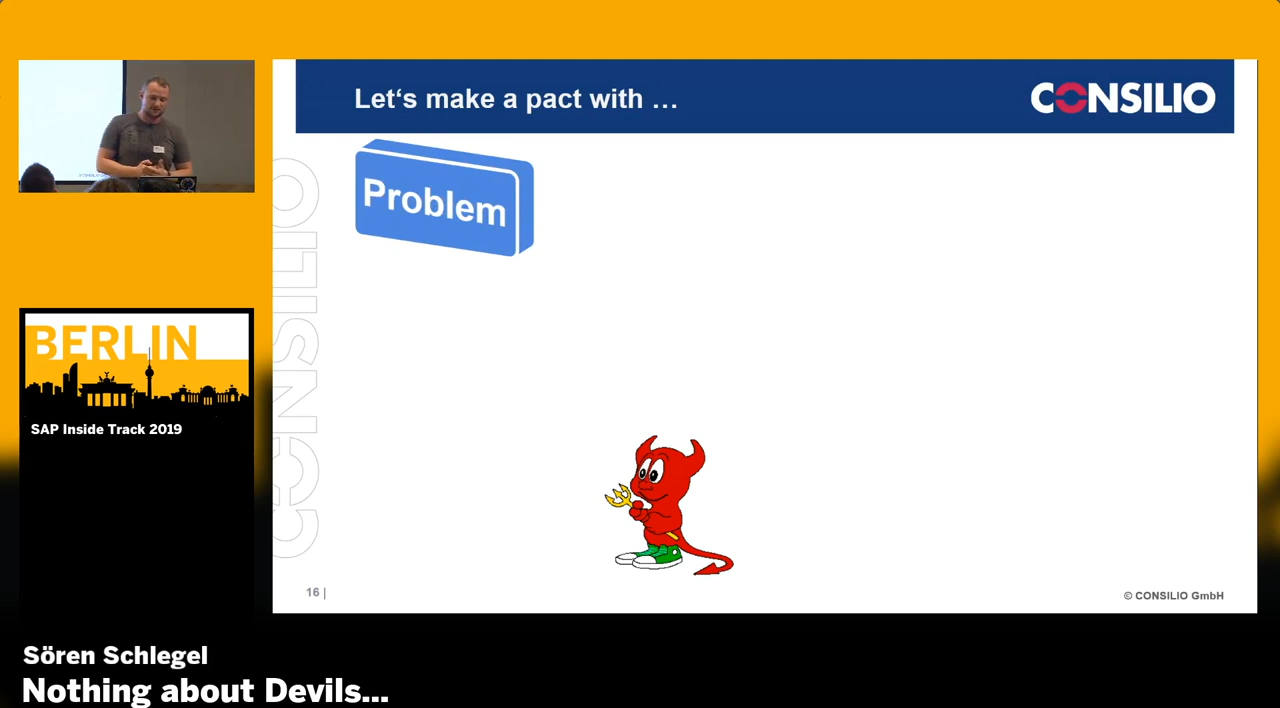 Let‘s make a pact with …
CONSILIO
Problem
CONSILIO
BERLIN
SAP Inside Track 2019
16 |
© CONSILIO GmbH
Sören Schlegel
Nothing about Devils...